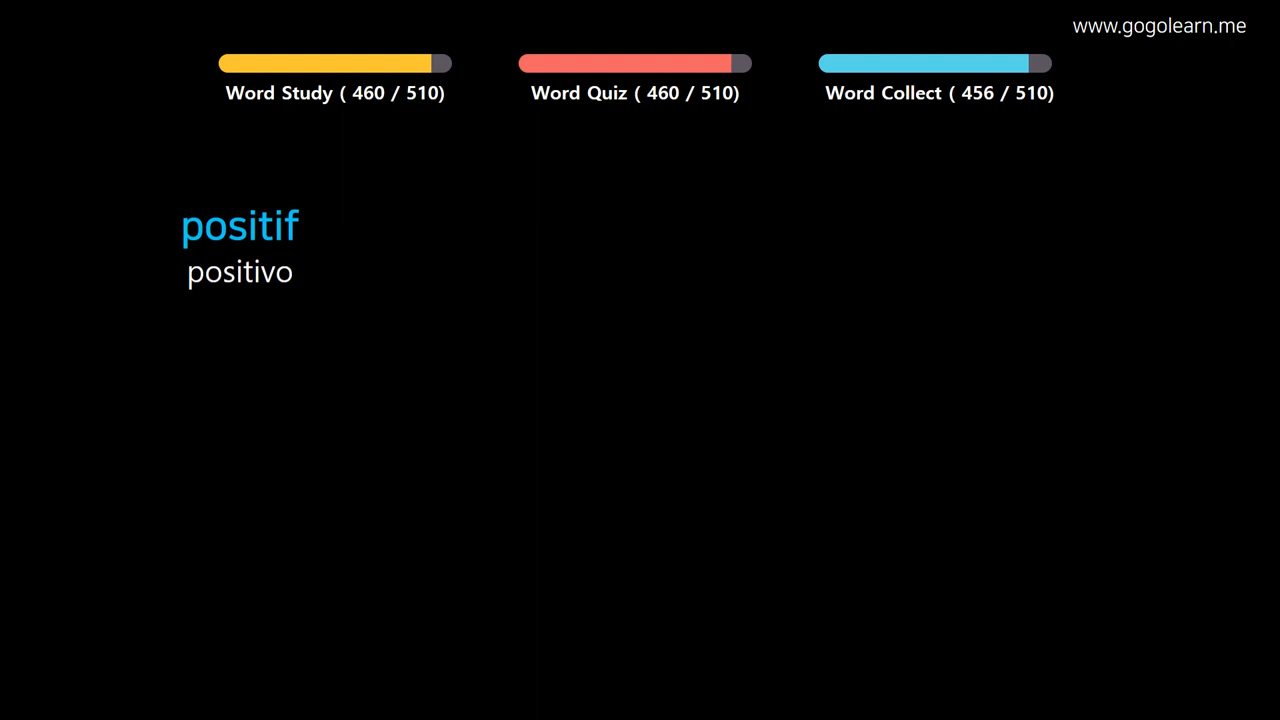 www.gogolearn.me
Word Study ( 460 / 510)
Word Quiz ( 460 / 510)
Word Collect ( 456 / 510)
positif
positivo